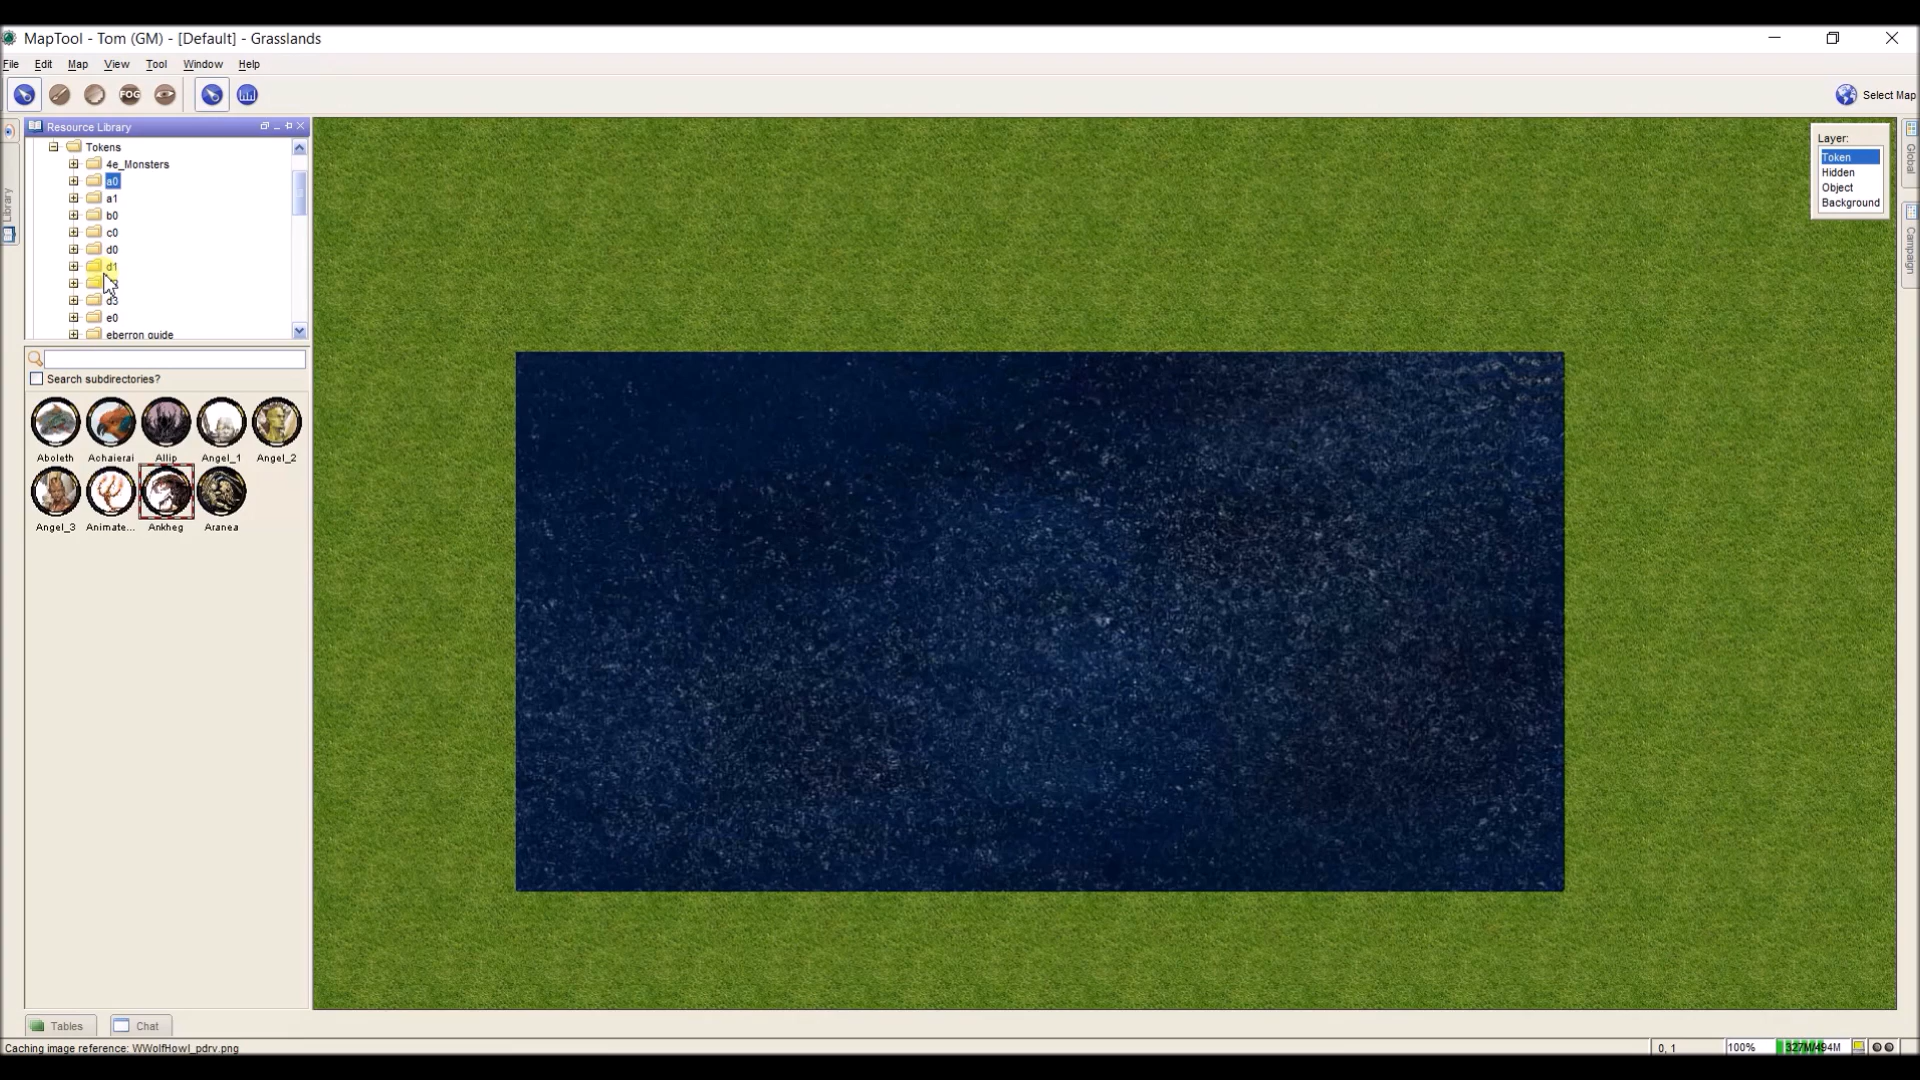 MapTool - Tom (GM) - [Default] - Grasslands
File Edit Map View Tool Window Help
FOG
Select Map
Resource Library
Tokens
4e_Monsters
a0
a1
b0
c0
d0
d1
d3
e0
eberron guide
Search subdirectories?
Aboleth Achaierai Allip Angel_1 Angel_2
Angel_3 Animate... Ankheg Aranea
Library
Layer:
Token
Hidden
Object
Background
Global
Campaign
Tables Chat
Caching image reference: WWolfHowl_pdrv.png
0, 1 100% 327M/494M